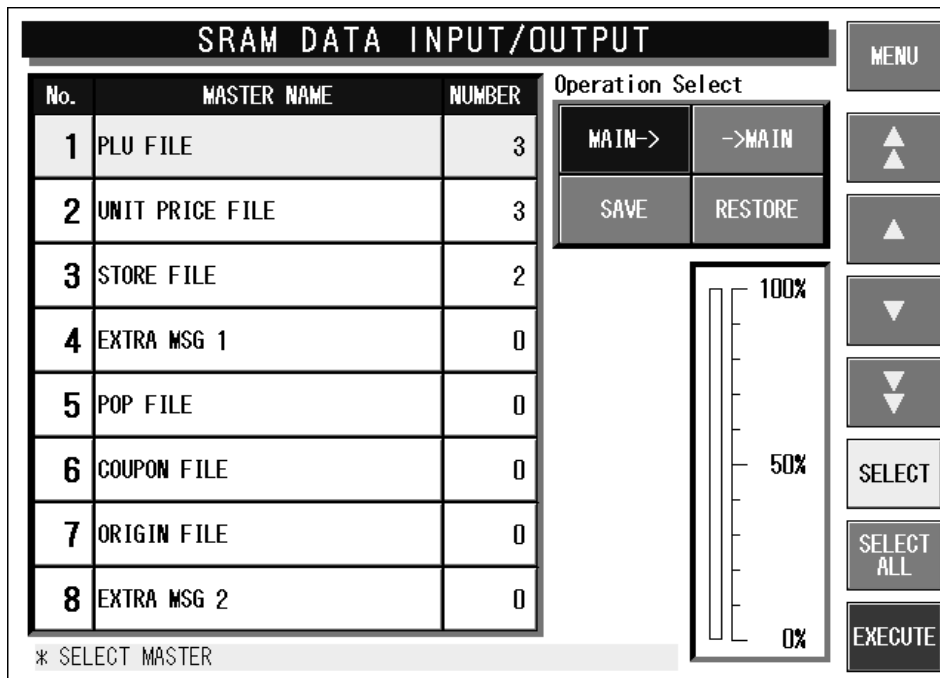 SRAM DATA INPUT/OUTPUT
MENU
No. MASTER NAME NUMBER
1 PLU FILE 3
2 UNIT PRICE FILE 3
3 STORE FILE 2
4 EXTRA MSG 1 0
5 POP FILE 0
6 COUPON FILE 0
7 ORIGIN FILE 0
8 EXTRA MSG 2 0
* SELECT MASTER
Operation Select
MAIN-> ->MAIN
SAVE RESTORE
100%
50%
0%
SELECT
SELECT
ALL
EXECUTE